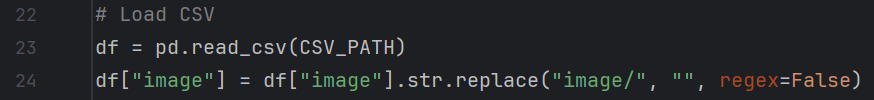 22 # Load CSV
23 df = pd.read_csv(CSV_PATH)
24 df["image"] = df["image"].str.replace("image/", "", regex=False)